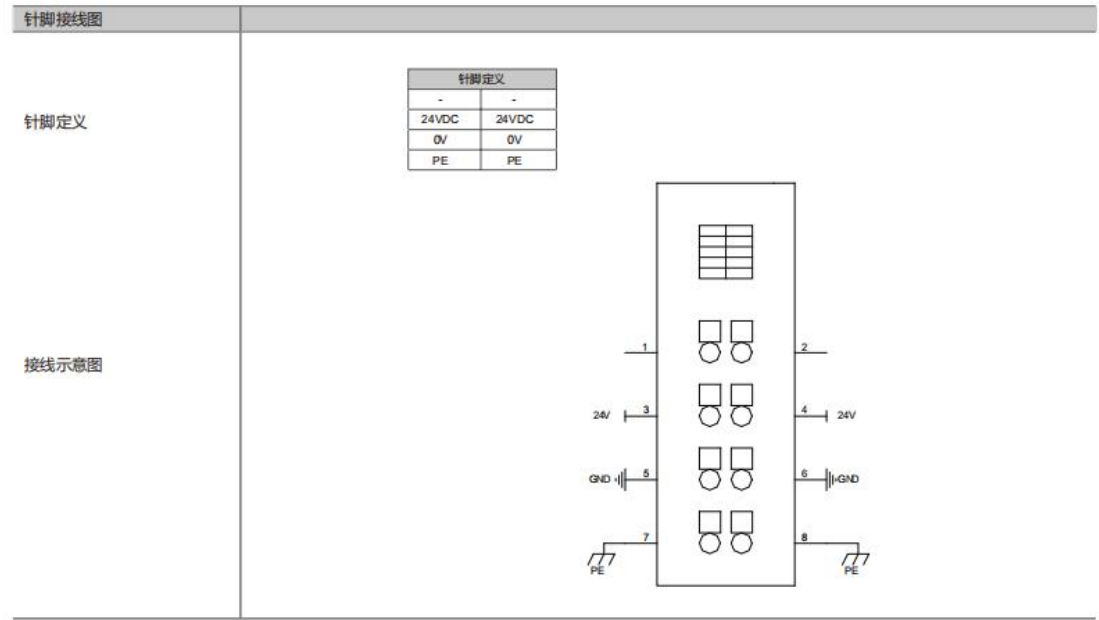 针脚接线图
针脚定义
针脚定义
- -
24VDC 24VDC
0V 0V
PE PE
接线示意图
1 2
24V 3 4 24V
GND 5 6 GND
7 8
PE PE